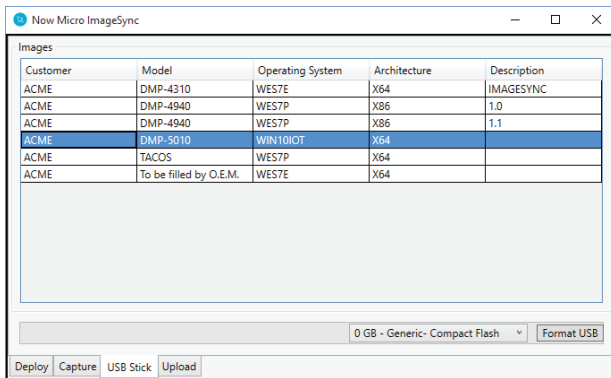 Now Micro ImageSync
Images
Customer Model Operating System Architecture Description
ACME DMP-4310 WES7E X64 IMAGESYNC
ACME DMP-4940 WES7P X86 1.0
ACME DMP-4940 WES7P X86 1.1
ACME DMP-5010 WIN10IOT X64
ACME TACOS WES7P X64
ACME To be filled by O.E.M. WES7E X64
0 GB - Generic- Compact Flash Format USB
Deploy Capture USB Stick Upload